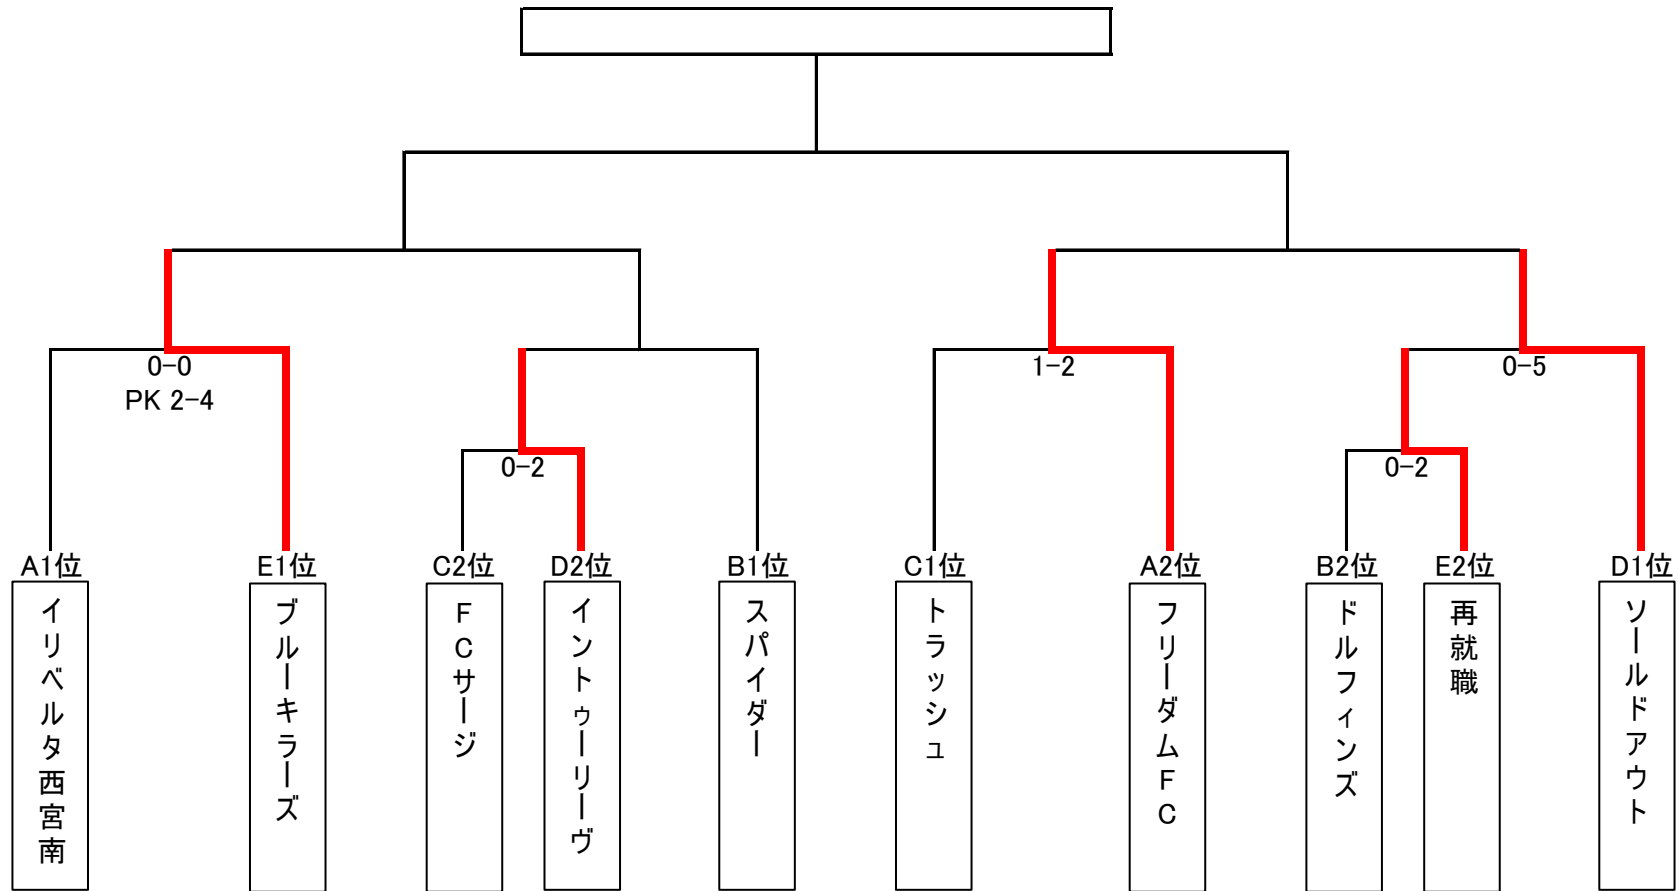 0-0
1-2
0-5
PK 2-4
0-2
0-2
A1位
E1位
C2位
D2位
B1位
C1位
A2位
B2位
E2位
D1位
イリベルタ西宮南
ブルーキラーズ
FCサージ
イントゥーリーヴ
スパイダー
トラッシュ
フリーダムFC
ドルフィンズ
再就職
ソールドアウト